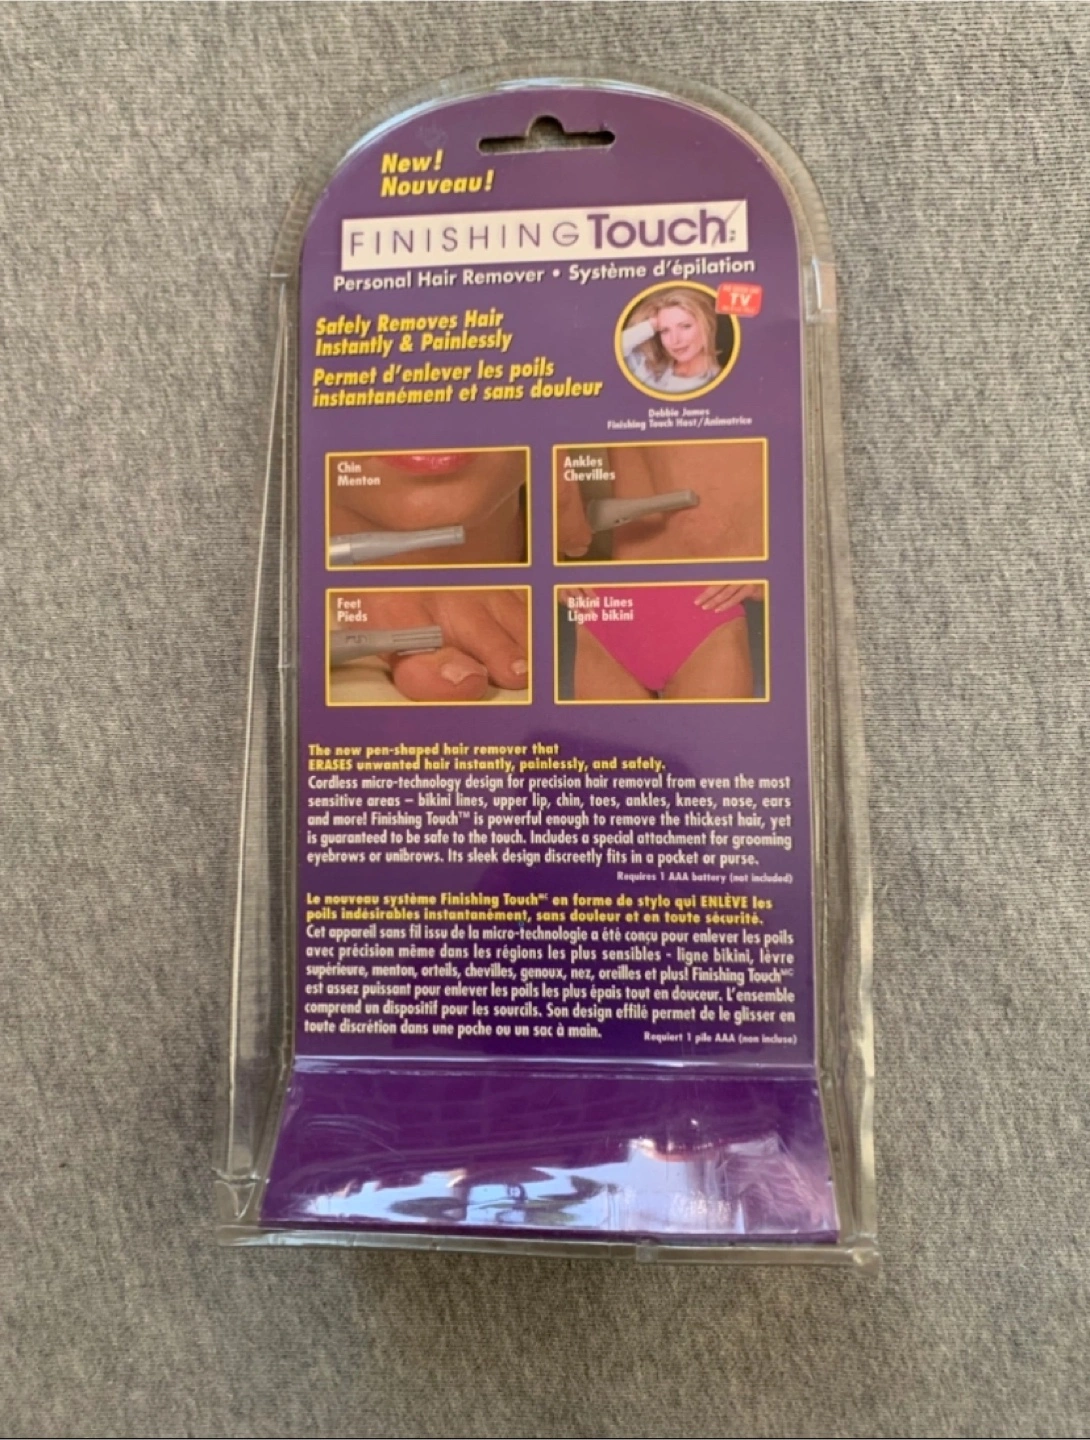 New!
Nouveau!
FINISHING Touch
Personal Hair Remover • Système d'épilation
TV
Safely Removes Hair
Instantly & Painlessly
Permet d'enlever les poils
instantanément et sans douleur
Debbie James
Finishing Touch Host/Animatrice
Chin
Menton
Ankles
Chevilles
Feet
Pieds
Bikini Lines
Ligne bikini
The new pen-shaped hair remover that
ERASES unwanted hair instantly, painlessly, and safely.
Cordless micro-technology design for precision hair removal from even the most
sensitive areas – bikini lines, upper lip, chin, toes, ankles, knees, nose, ears
and more! Finishing Touch™ is powerful enough to remove the thickest hair, yet
is guaranteed to be safe to the touch. Includes a special attachment for grooming
eyebrows or unibrows. Its sleek design discreetly fits in a pocket or purse.
Requires 1 AAA battery (not included)
Le nouveau système Finishing Touch MC en forme de stylo qui ENLÈVE les
poils indésirables instantanément, sans douleur et en toute sécurité.
Cet appareil sans fil issu de la micro-technologie a été conçu pour enlever les poils
avec précision même dans les régions les plus sensibles - ligne bikini, lèvre
supérieure, menton, orteils, chevilles, genoux, nez, oreilles et plus! Finishing Touch MC
est assez puissant pour enlever les poils les plus épais tout en douceur. L'ensemble
comprend un dispositif pour les sourcils. Son design effilé permet de le glisser en
toute discrétion dans une poche ou un sac à main.
Requiert 1 pile AAA (non incluse)